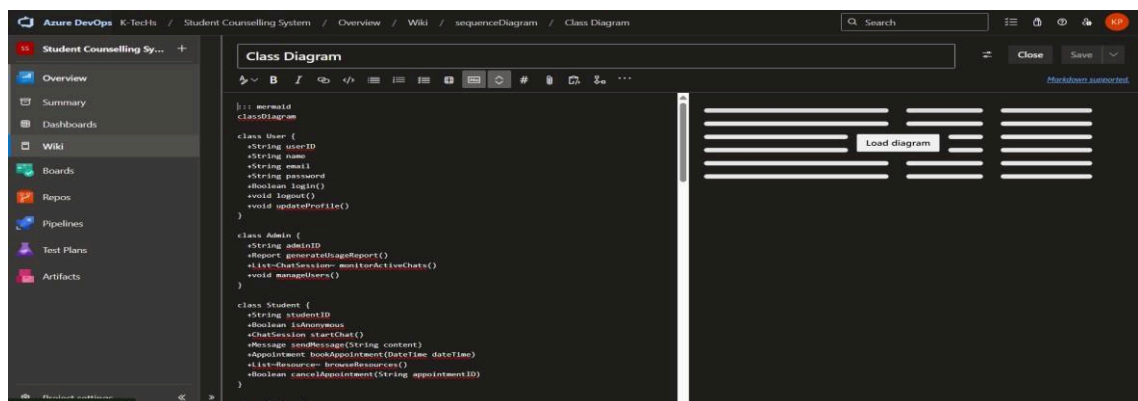 Azure DevOps K-TecHs / Student Counselling System / Overview / Wiki / sequenceDiagram / Class Diagram
Search
KP
SS Student Counselling Sy... +
Class Diagram
Close Save
Overview
B I </> #
Markdown supported.
Summary
Dashboards
Wiki
Boards
Repos
Pipelines
Test Plans
Artifacts
Project settings
::: mermaid
classDiagram
class User {
+String userID
+String name
+String email
+String password
+Boolean login()
+void logout()
+void updateProfile()
}
class Admin {
+String adminID
+Report generateUsageReport()
+List~ChatSession~ monitorActiveChats()
+void manageUsers()
}
class Student {
+String studentID
+Boolean isAnonymous
+ChatSession startChat()
+Message sendMessage(String content)
+Appointment bookAppointment(DateTime dateTime)
+List~Resource~ browseResources()
+Boolean cancelAppointment(String appointmentID)
}
Load diagram